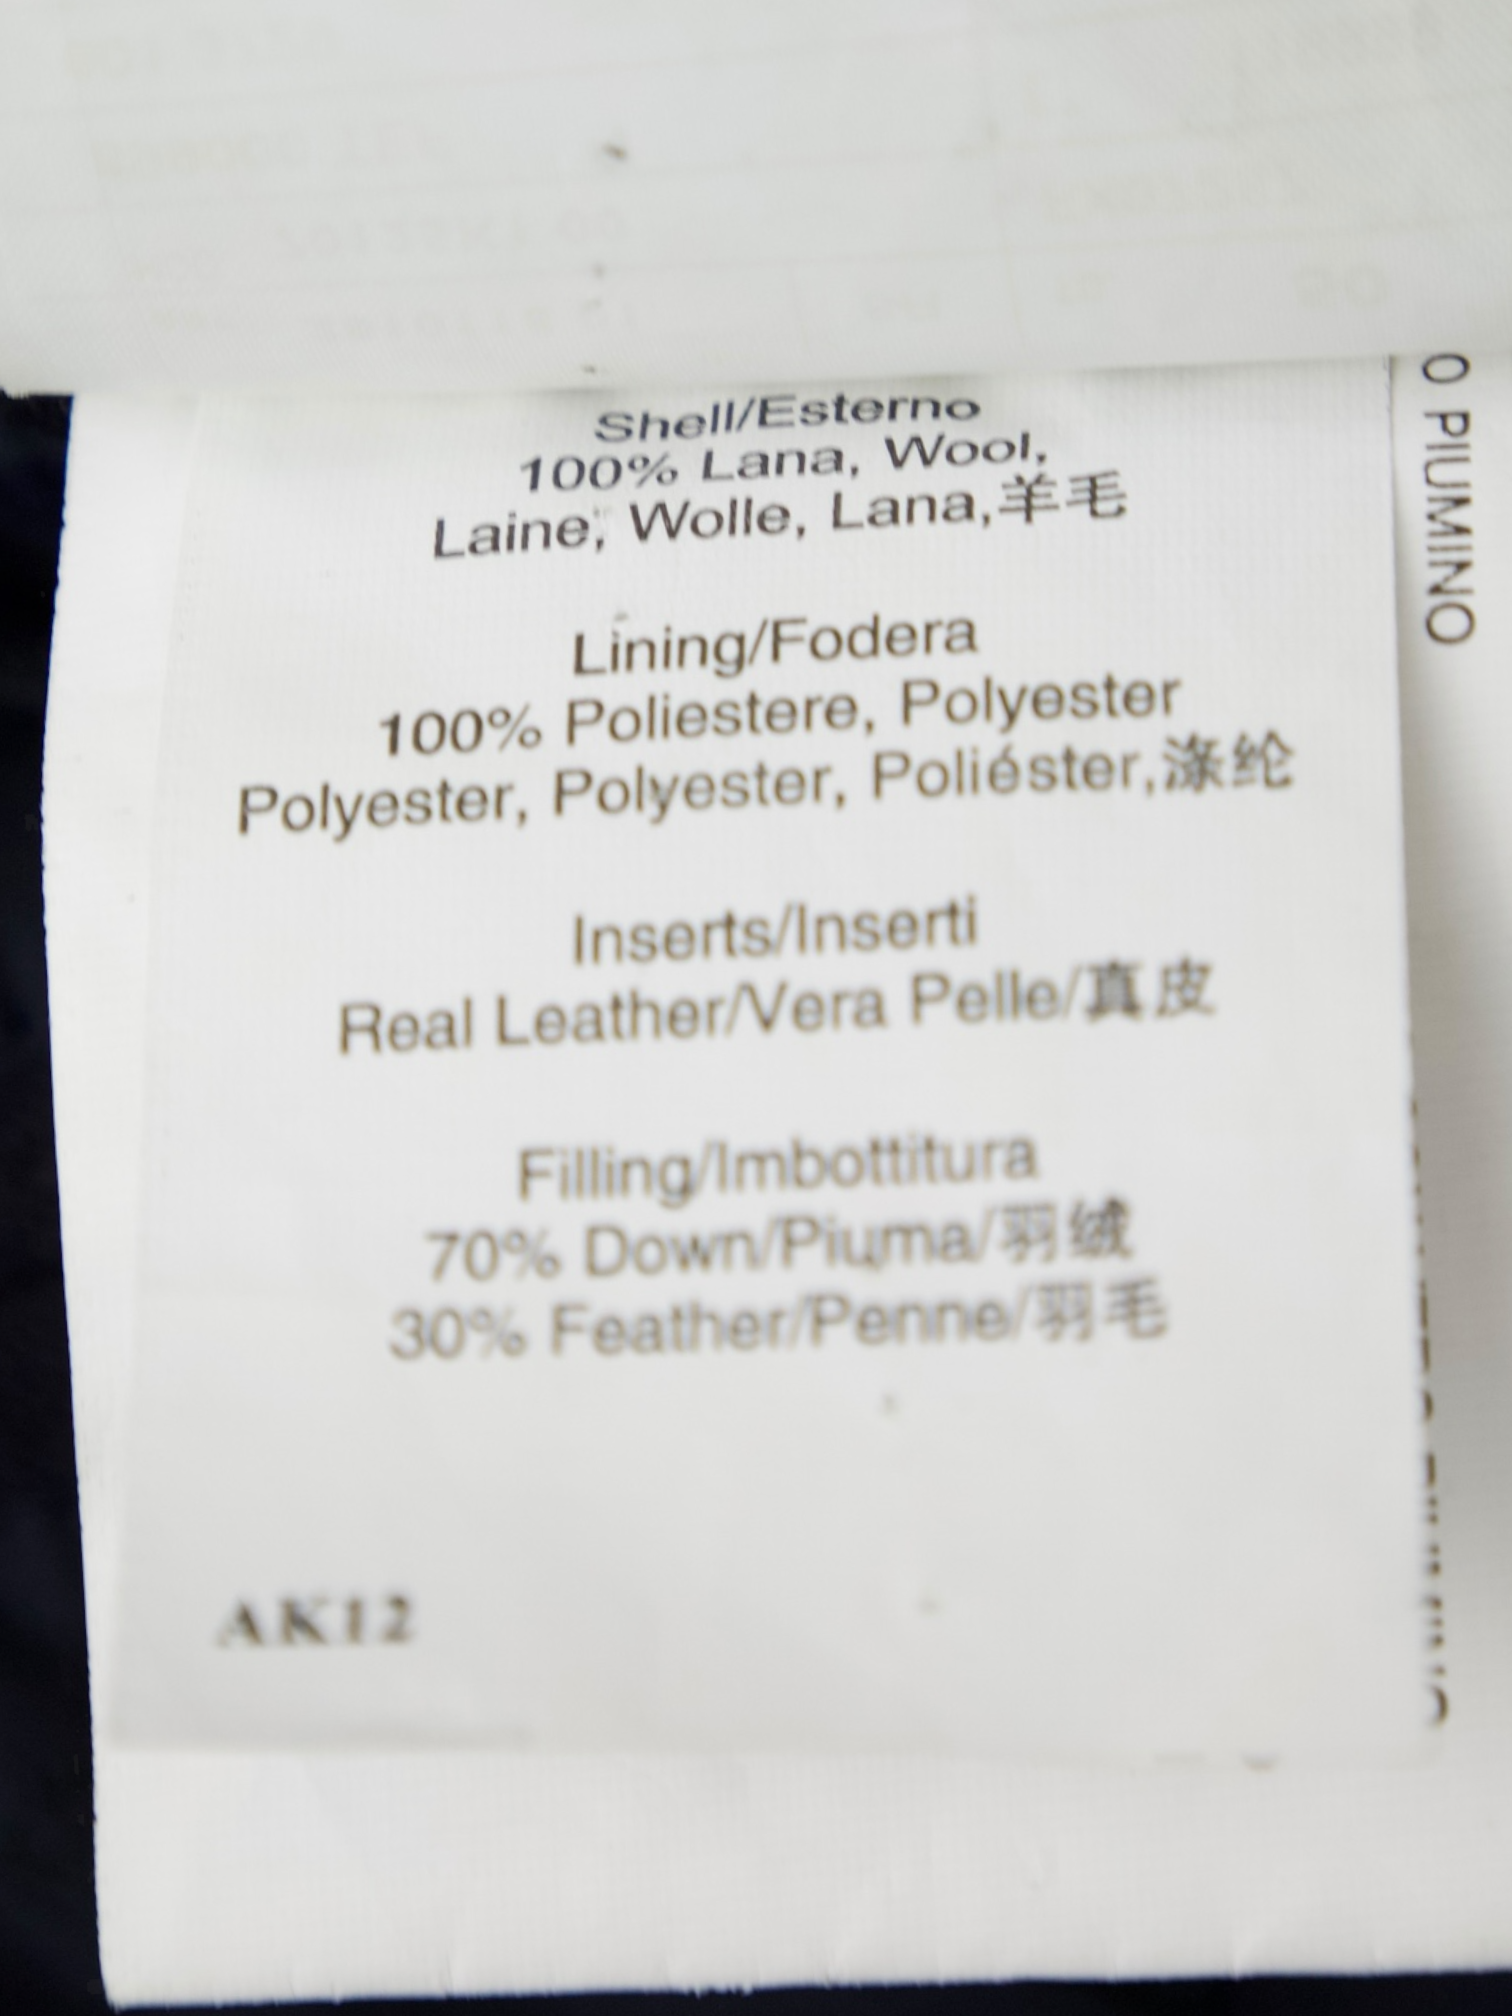 Shell/Esterno
100% Lana, Wool,
Laine, Wolle, Lana,羊毛
Lining/Fodera
100% Poliestere, Polyester
Polyester, Polyester, Poliéster,涤纶
Inserts/Inserti
Real Leather/Vera Pelle/真皮
Filling/Imbottitura
70% Down/Piuma/羽绒
30% Feather/Penne/羽毛
AK12
O PIUMINO